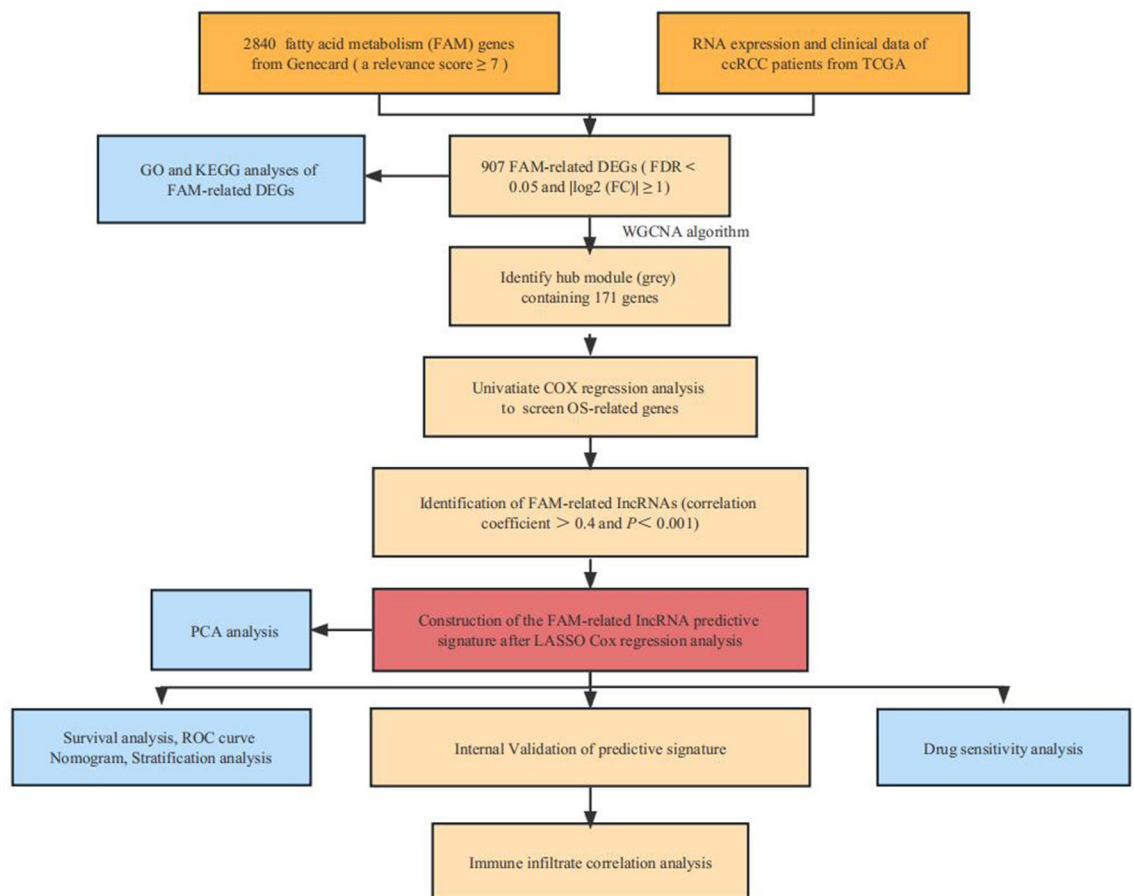 2840 fatty acid metabolism (FAM) genes
from Genecard ( a relevance score ≥ 7 )
RNA expression and clinical data of
ccRCC patients from TCGA
GO and KEGG analyses of
FAM-related DEGs
907 FAM-related DEGs ( FDR <
0.05 and |log2 (FC)| ≥ 1)
WGCNA algorithm
Identify hub module (grey)
containing 171 genes
Univatiate COX regression analysis
to screen OS-related genes
Identification of FAM-related lncRNAs (correlation
coefficient > 0.4 and P< 0.001)
PCA analysis
Construction of the FAM-related lncRNA predictive
signature after LASSO Cox regression analysis
Survival analysis, ROC curve
Nomogram, Stratification analysis
Internal Validation of predictive signature
Drug sensitivity analysis
Immune infiltrate correlation analysis